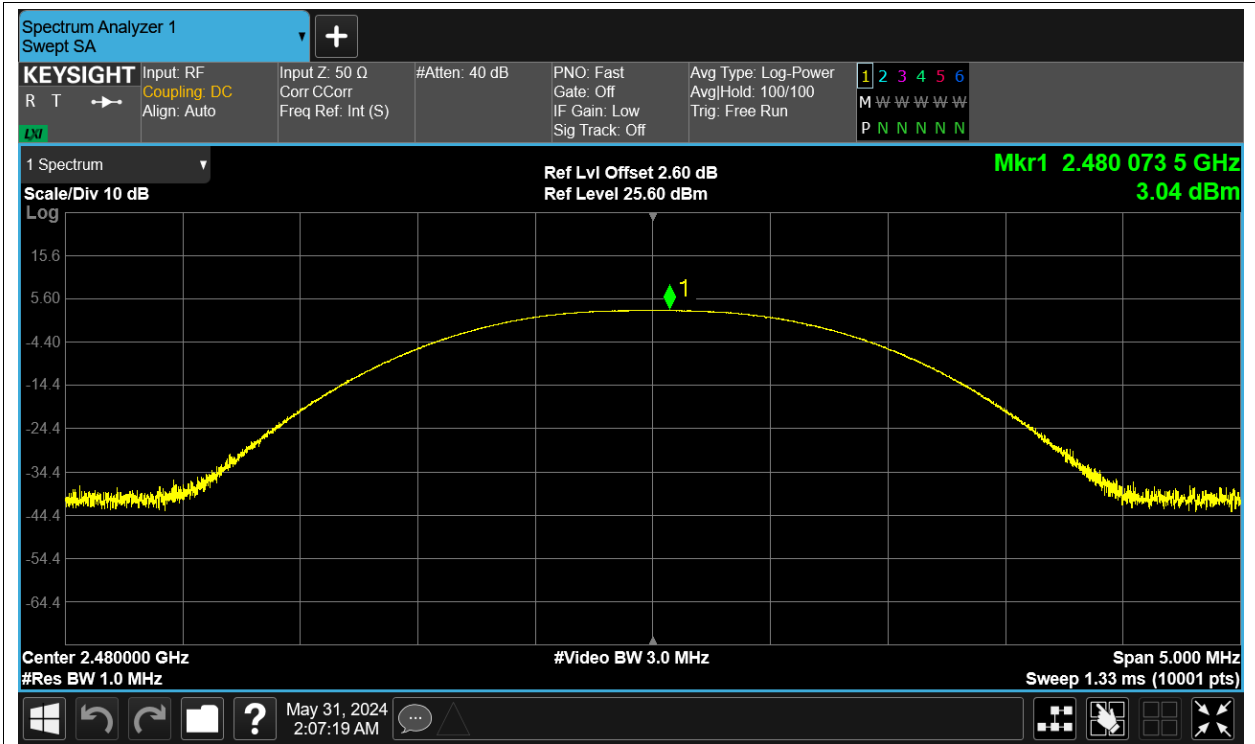 Spectrum Analyzer 1
Swept SA
KEYSIGHT
R T
LXI
Input: RF
Coupling: DC
Align: Auto
Input Z: 50 Ω
Corr CCorr
Freq Ref: Int (S)
#Atten: 40 dB
PNO: Fast
Gate: Off
IF Gain: Low
Sig Track: Off
Avg Type: Log-Power
Avg|Hold: 100/100
Trig: Free Run
1 2 3 4 5 6
M W W W W W
P N N N N N
1 Spectrum
Scale/Div 10 dB
Log
Ref Lvl Offset 2.60 dB
Ref Level 25.60 dBm
Mkr1 2.480 073 5 GHz
3.04 dBm
15.6
5.60
-4.40
-14.4
-24.4
-34.4
-44.4
-54.4
-64.4
1
Center 2.480000 GHz
#Video BW 3.0 MHz
Span 5.000 MHz
#Res BW 1.0 MHz
Sweep 1.33 ms (10001 pts)
?
May 31, 2024
2:07:19 AM